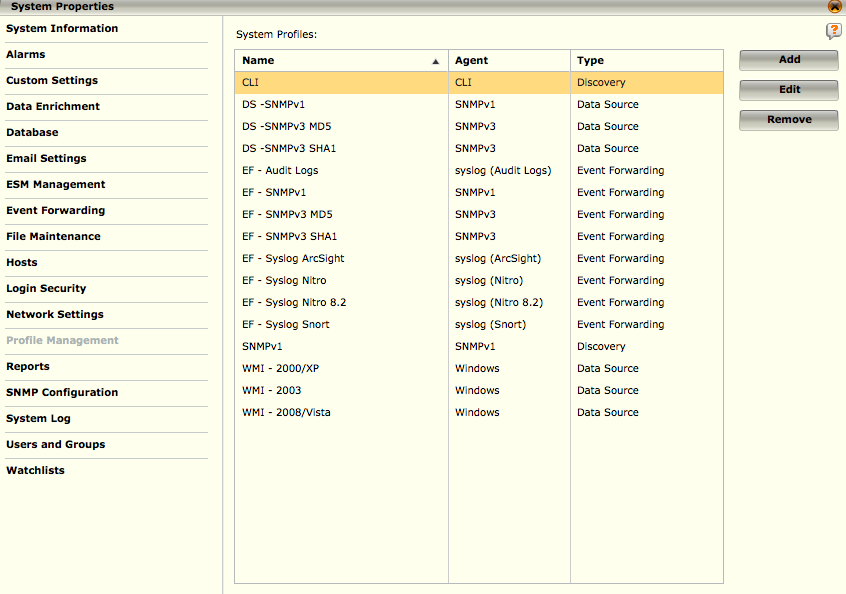 System Properties
System Information
Alarms
Custom Settings
Data Enrichment
Database
Email Settings
ESM Management
Event Forwarding
File Maintenance
Hosts
Login Security
Network Settings
Profile Management
Reports
SNMP Configuration
System Log
Users and Groups
Watchlists
System Profiles:
Name Agent Type
CLI CLI Discovery
DS -SNMPv1 SNMPv1 Data Source
DS -SNMPv3 MD5 SNMPv3 Data Source
DS -SNMPv3 SHA1 SNMPv3 Data Source
EF - Audit Logs syslog (Audit Logs) Event Forwarding
EF - SNMPv1 SNMPv1 Event Forwarding
EF - SNMPv3 MD5 SNMPv3 Event Forwarding
EF - SNMPv3 SHA1 SNMPv3 Event Forwarding
EF - Syslog ArcSight syslog (ArcSight) Event Forwarding
EF - Syslog Nitro syslog (Nitro) Event Forwarding
EF - Syslog Nitro 8.2 syslog (Nitro 8.2) Event Forwarding
EF - Syslog Snort syslog (Snort) Event Forwarding
SNMPv1 SNMPv1 Discovery
WMI - 2000/XP Windows Data Source
WMI - 2003 Windows Data Source
WMI - 2008/Vista Windows Data Source
?
Add
Edit
Remove